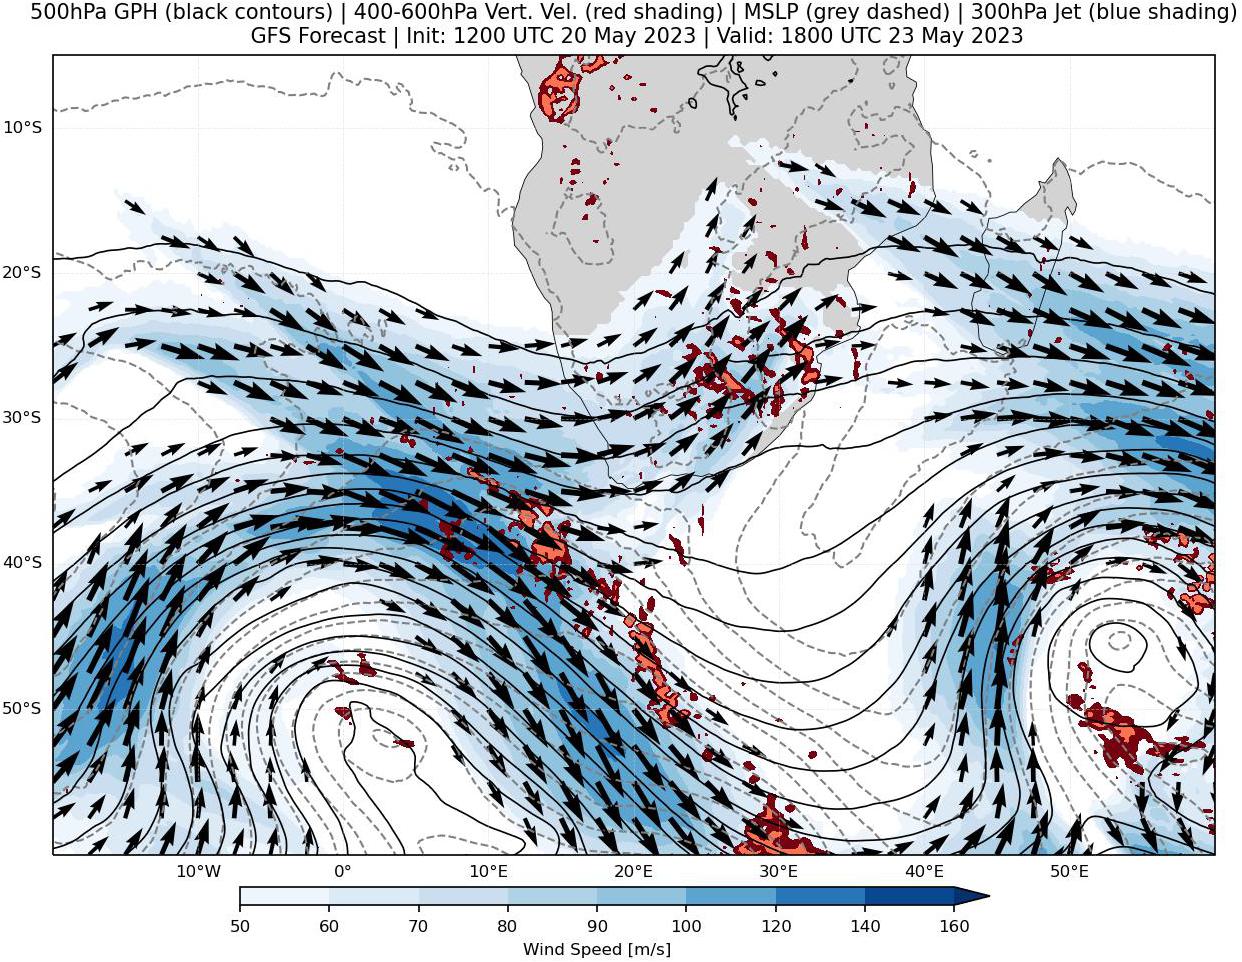 500hPa GPH (black contours) | 400-600hPa Vert. Vel. (red shading) | MSLP (grey dashed) | 300hPa Jet (blue shading)
GFS Forecast | Init: 1200 UTC 20 May 2023 | Valid: 1800 UTC 23 May 2023
10°S
20°S
30°S
40°S
50°S
10°W 0° 10°E 20°E 30°E 40°E 50°E
50 60 70 80 90 100 120 140 160
Wind Speed [m/s]